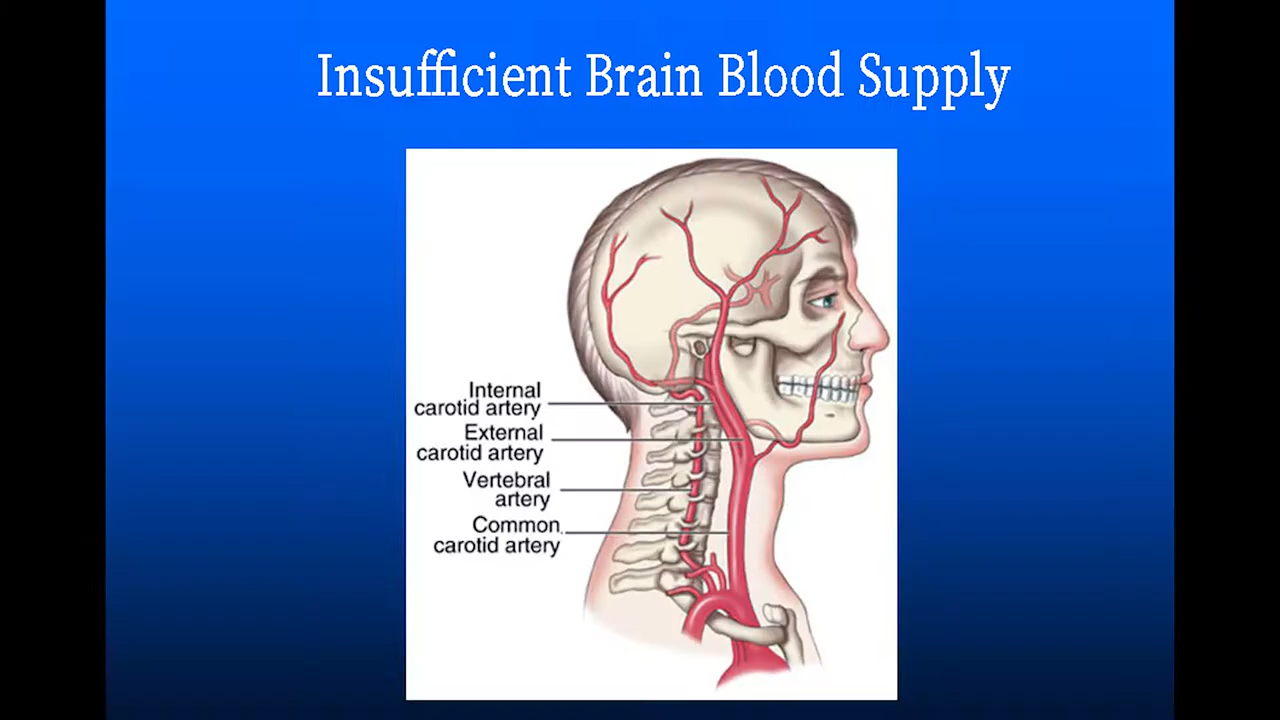 Insufficient Brain Blood Supply
Internal
carotid artery
External
carotid artery
Vertebral
artery
Common
carotid artery